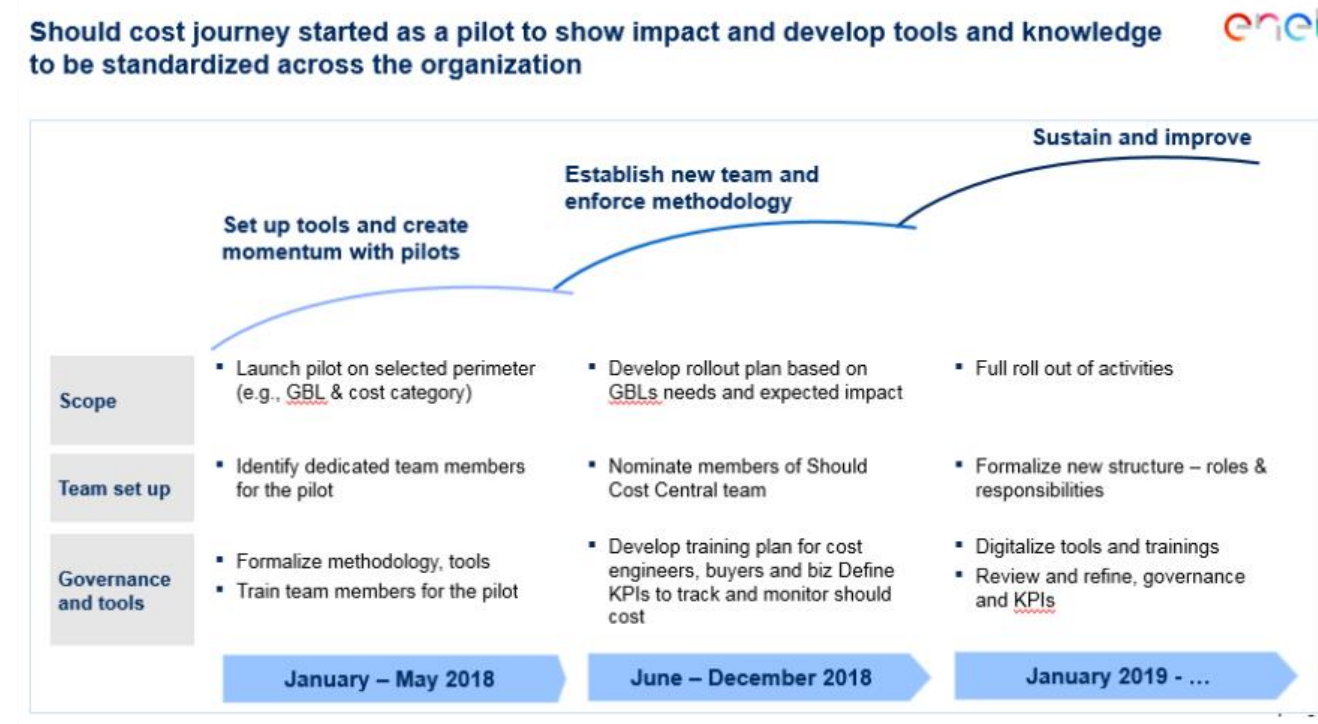 Should cost journey started as a pilot to show impact and develop tools and knowledge
to be standardized across the organization
Sustain and improve
Establish new team and
enforce methodology
Set up tools and create
momentum with pilots
Scope
▪ Launch pilot on selected perimeter
(e.g., GBL & cost category)
▪ Develop rollout plan based on
GBLs needs and expected impact
▪ Full roll out of activities
Team set up
▪ Identify dedicated team members
for the pilot
▪ Nominate members of Should
Cost Central team
▪ Formalize new structure – roles &
responsibilities
Governance
and tools
▪ Formalize methodology, tools
▪ Train team members for the pilot
▪ Develop training plan for cost
engineers, buyers and biz Define
KPIs to track and monitor should
cost
▪ Digitalize tools and trainings
▪ Review and refine, governance
and KPIs
January – May 2018
June – December 2018
January 2019 - ...